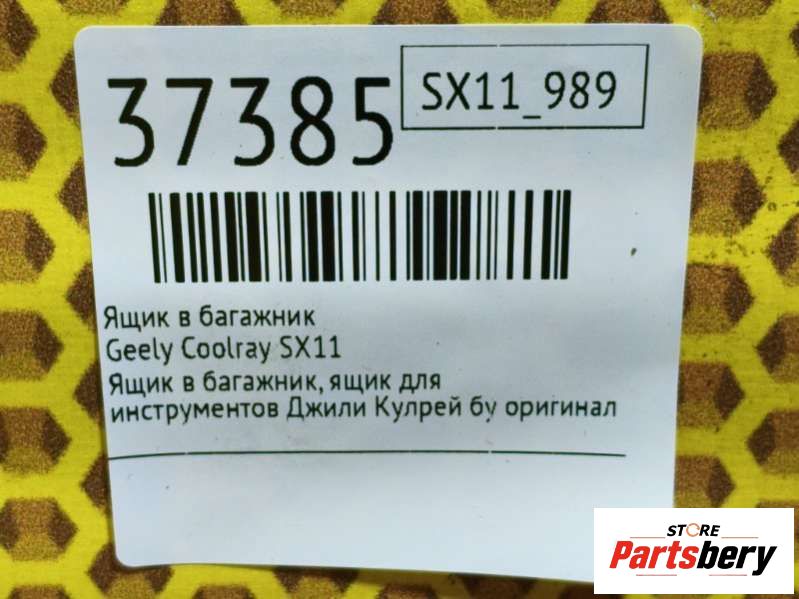 37385
SX11_989
Ящик в багажник
Geely Coolray SX11
Ящик в багажник, ящик для
инструментов Джили Кулрей бу оригинал
STORE
Partsbery